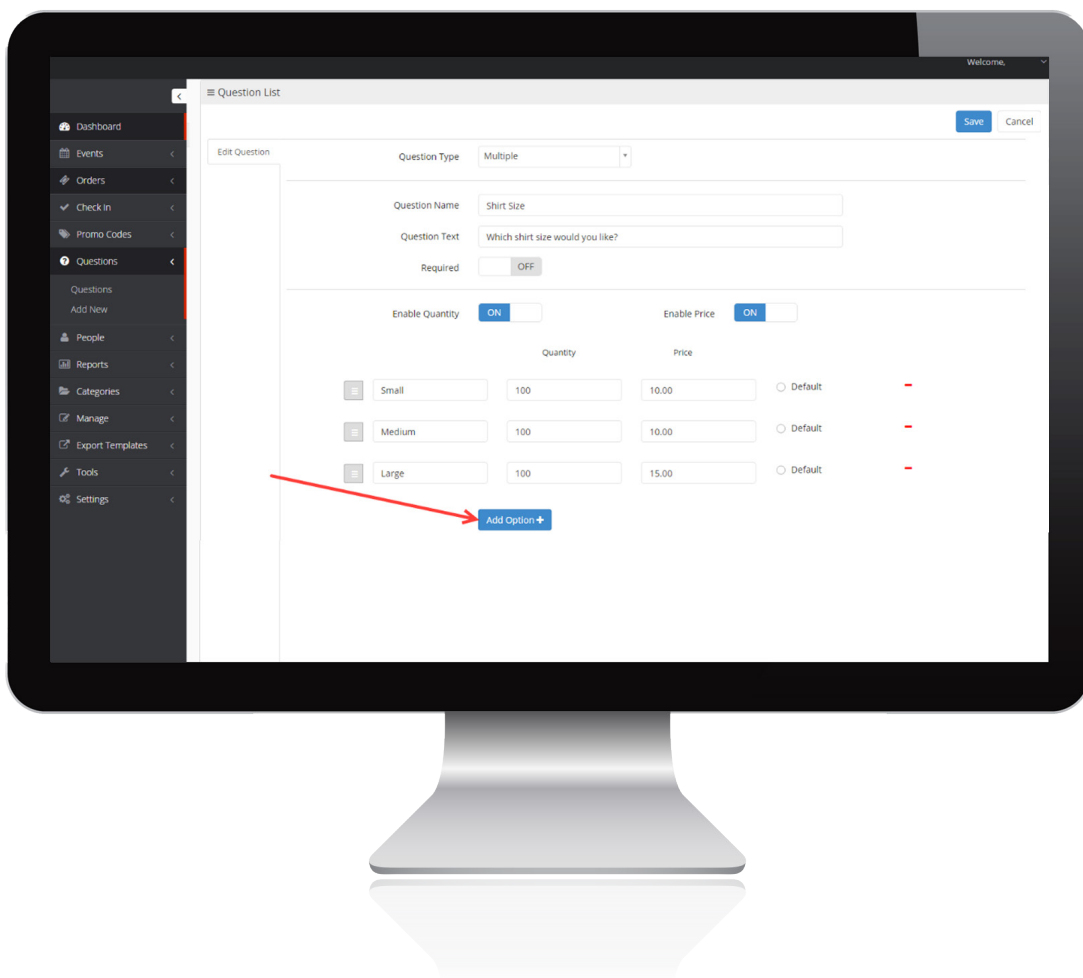 Welcome,
Question List
Save Cancel
Dashboard
Events
Orders
Check In
Promo Codes
Questions
Questions
Add New
People
Reports
Categories
Manage
Export Templates
Tools
Settings
Edit Question
Question Type Multiple
Question Name Shirt Size
Question Text Which shirt size would you like?
Required OFF
Enable Quantity ON Enable Price ON
Quantity Price
Small 100 10.00 Default
Medium 100 10.00 Default
Large 100 15.00 Default
Add Option +